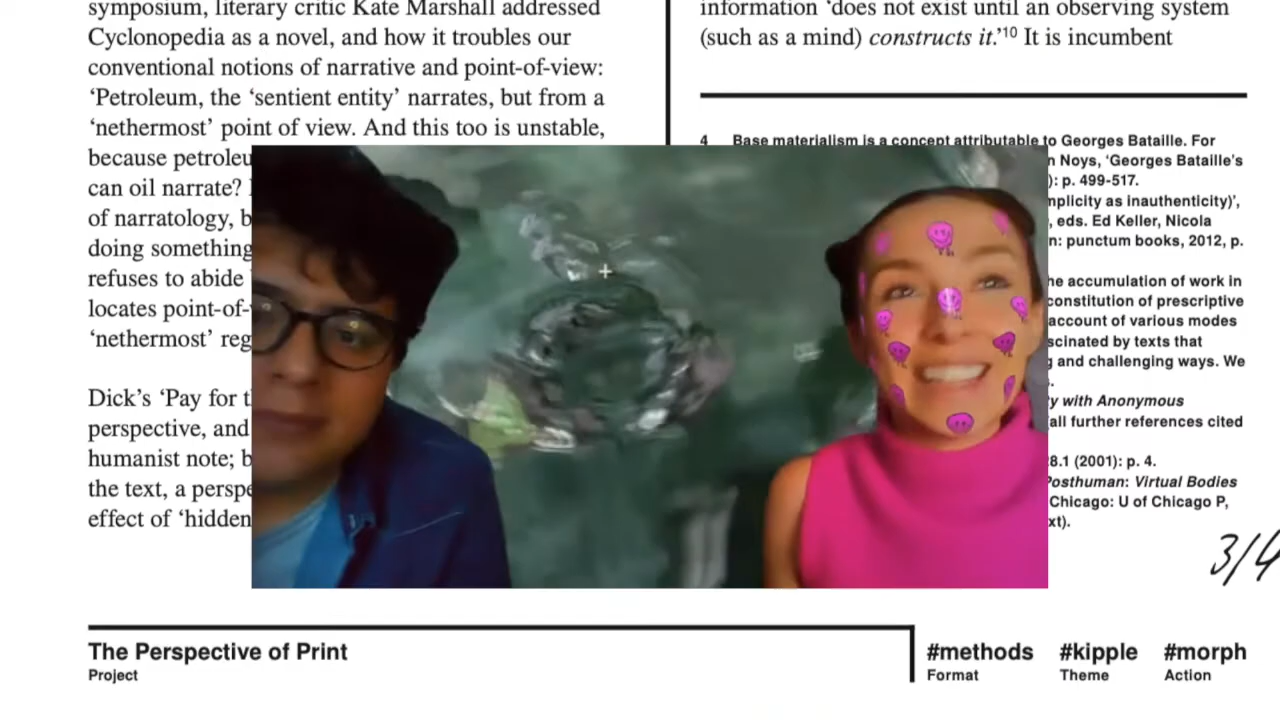 symposium, literary critic Kate Marshall addressed
Cyclonopedia as a novel, and how it troubles our
conventional notions of narrative and point-of-view:
‘Petroleum, the ‘sentient entity’ narrates, but from a
‘nethermost’ point of view. And this too is unstable,
because petroleu
can oil narrate?
of narratology, b
doing something
refuses to abide
locates point-of-
‘nethermost’ reg
Dick’s ‘Pay for t
perspective, and
humanist note; b
the text, a perspe
effect of ‘hidden
information ‘does not exist until an observing system
(such as a mind) constructs it.’10 It is incumbent
4 Base materialism is a concept attributable to Georges Bataille. For
n Noys, ‘Georges Bataille’s
): p. 499-517.
mplicity as inauthenticity)’,
, eds. Ed Keller, Nicola
n: punctum books, 2012, p.
he accumulation of work in
constitution of prescriptive
account of various modes
scinated by texts that
g and challenging ways. We
y with Anonymous
all further references cited
8.1 (2001): p. 4.
Posthuman: Virtual Bodies
Chicago: U of Chicago P,
xt).
3/4
The Perspective of Print
Project
#methods #kipple #morph
Format Theme Action